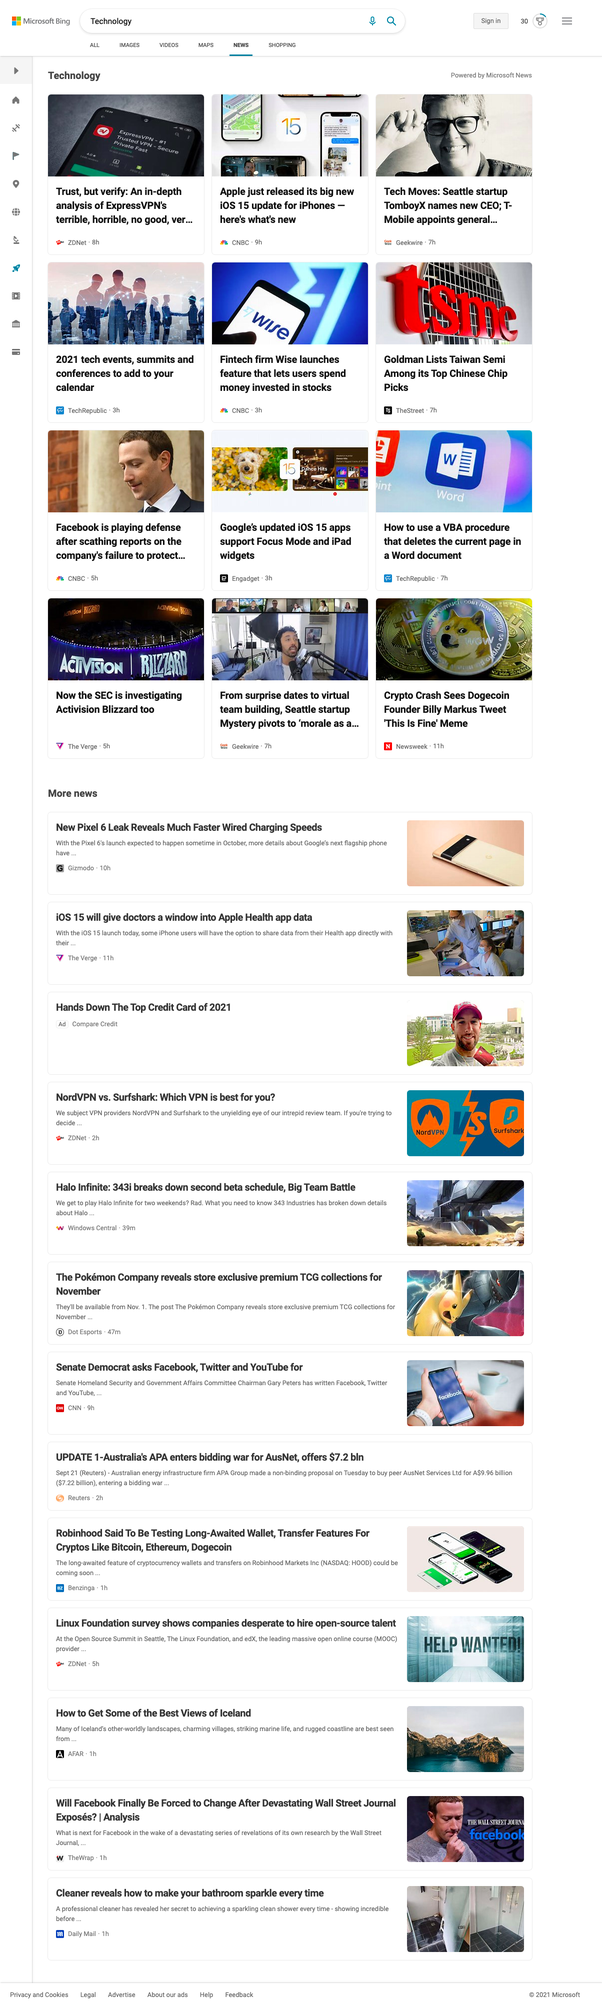 Microsoft Bing
Technology
Sign in
30
ALL IMAGES VIDEOS MAPS NEWS SHOPPING
Technology
Powered by Microsoft News
ExpressVPN - #1
Trusted VPN - Secure
Private Fast
15
Trust, but verify: An in-depth
analysis of ExpressVPN's
terrible, horrible, no good, ver...
ZDNet · 8h
Apple just released its big new
iOS 15 update for iPhones —
here's what's new
CNBC · 9h
Tech Moves: Seattle startup
TomboyX names new CEO; T-
Mobile appoints general...
Geekwire · 7h
wise
tsmc
2021 tech events, summits and
conferences to add to your
calendar
TechRepublic · 3h
Fintech firm Wise launches
feature that lets users spend
money invested in stocks
CNBC · 3h
Goldman Lists Taiwan Semi
Among its Top Chinese Chip
Picks
TheStreet · 7h
15
Dance Hits
W
Word
Facebook is playing defense
after scathing reports on the
company's failure to protect...
CNBC · 5h
Google's updated iOS 15 apps
support Focus Mode and iPad
widgets
Engadget · 3h
How to use a VBA procedure
that deletes the current page in
a Word document
TechRepublic · 7h
ACTIVISION BLIZZARD
WOW
Now the SEC is investigating
Activision Blizzard too
The Verge · 5h
From surprise dates to virtual
team building, Seattle startup
Mystery pivots to 'morale as a...
Geekwire · 7h
Crypto Crash Sees Dogecoin
Founder Billy Markus Tweet
'This Is Fine' Meme
Newsweek · 11h
More news
New Pixel 6 Leak Reveals Much Faster Wired Charging Speeds
With the Pixel 6's launch expected to happen sometime in October, more details about Google's next flagship phone
have ...
Gizmodo · 10h
iOS 15 will give doctors a window into Apple Health app data
With the iOS 15 launch today, some iPhone users will have the option to share data from their Health app directly with
their ...
The Verge · 11h
Hands Down The Top Credit Card of 2021
Ad Compare Credit
NordVPN vs. Surfshark: Which VPN is best for you?
We subject VPN providers NordVPN and Surfshark to the unyielding eye of our intrepid review team. If you're trying to
decide ...
ZDNet · 2h
NordVPN VS Surfshark
Halo Infinite: 343i breaks down second beta schedule, Big Team Battle
We get to play Halo Infinite for two weekends? Rad. What you need to know 343 Industries has broken down details
about Halo ...
Windows Central · 39m
The Pokémon Company reveals store exclusive premium TCG collections for
November
They'll be available from Nov. 1. The post The Pokémon Company reveals store exclusive premium TCG collections for
November ...
Dot Esports · 47m
Senate Democrat asks Facebook, Twitter and YouTube for
Senate Homeland Security and Government Affairs Committee Chairman Gary Peters has written Facebook, Twitter
and YouTube, ...
CNN · 9h
facebook
UPDATE 1-Australia's APA enters bidding war for AusNet, offers $7.2 bln
Sept 21 (Reuters) - Australian energy infrastructure firm APA Group made a non-binding proposal on Tuesday to buy peer AusNet Services Ltd for A$9.96 billion
($7.22 billion), entering a bidding war ...
Reuters · 2h
Robinhood Said To Be Testing Long-Awaited Wallet, Transfer Features For
Cryptos Like Bitcoin, Ethereum, Dogecoin
The long-awaited feature of cryptocurrency wallets and transfers on Robinhood Markets Inc (NASDAQ: HOOD) could be
coming soon ...
Benzinga · 1h
Linux Foundation survey shows companies desperate to hire open-source talent
At the Open Source Summit in Seattle, The Linux Foundation, and edX, the leading massive open online course (MOOC)
provider ...
ZDNet · 5h
HELP WANTED!
How to Get Some of the Best Views of Iceland
Many of Iceland's other-worldly landscapes, charming villages, striking marine life, and rugged coastline are best seen
from ...
AFAR · 1h
Will Facebook Finally Be Forced to Change After Devastating Wall Street Journal
Exposés? | Analysis
What is next for Facebook in the wake of a devastating series of revelations of its own research by the Wall Street
Journal, ...
TheWrap · 1h
THE WALL STREET JOURNA
facebook
Cleaner reveals how to make your bathroom sparkle every time
A professional cleaner has revealed her secret to achieving a sparkling clean shower every time - showing incredible
before ...
Daily Mail · 1h
Privacy and Cookies Legal Advertise About our ads Help Feedback
© 2021 Microsoft